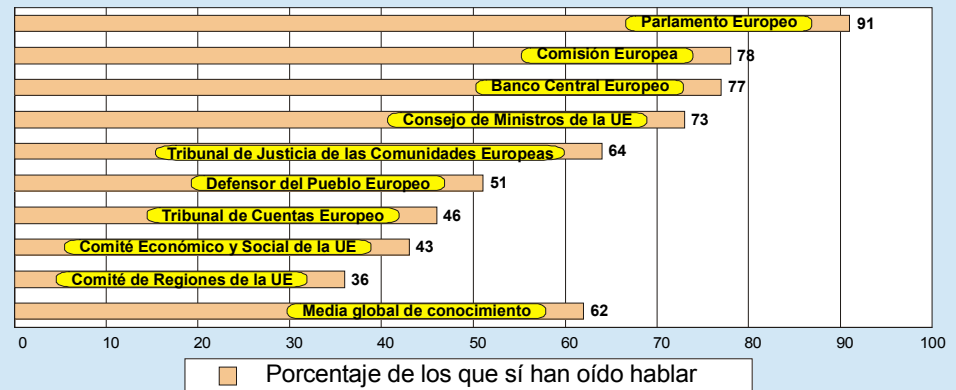 Parlamento Europeo 91
Comisión Europea 78
Banco Central Europeo 77
Consejo de Ministros de la UE 73
Tribunal de Justicia de las Comunidades Europeas 64
Defensor del Pueblo Europeo 51
Tribunal de Cuentas Europeo 46
Comité Económico y Social de la UE 43
Comité de Regiones de la UE 36
Media global de conocimiento 62
0 10 20 30 40 50 60 70 80 90 100
Porcentaje de los que sí han oído hablar